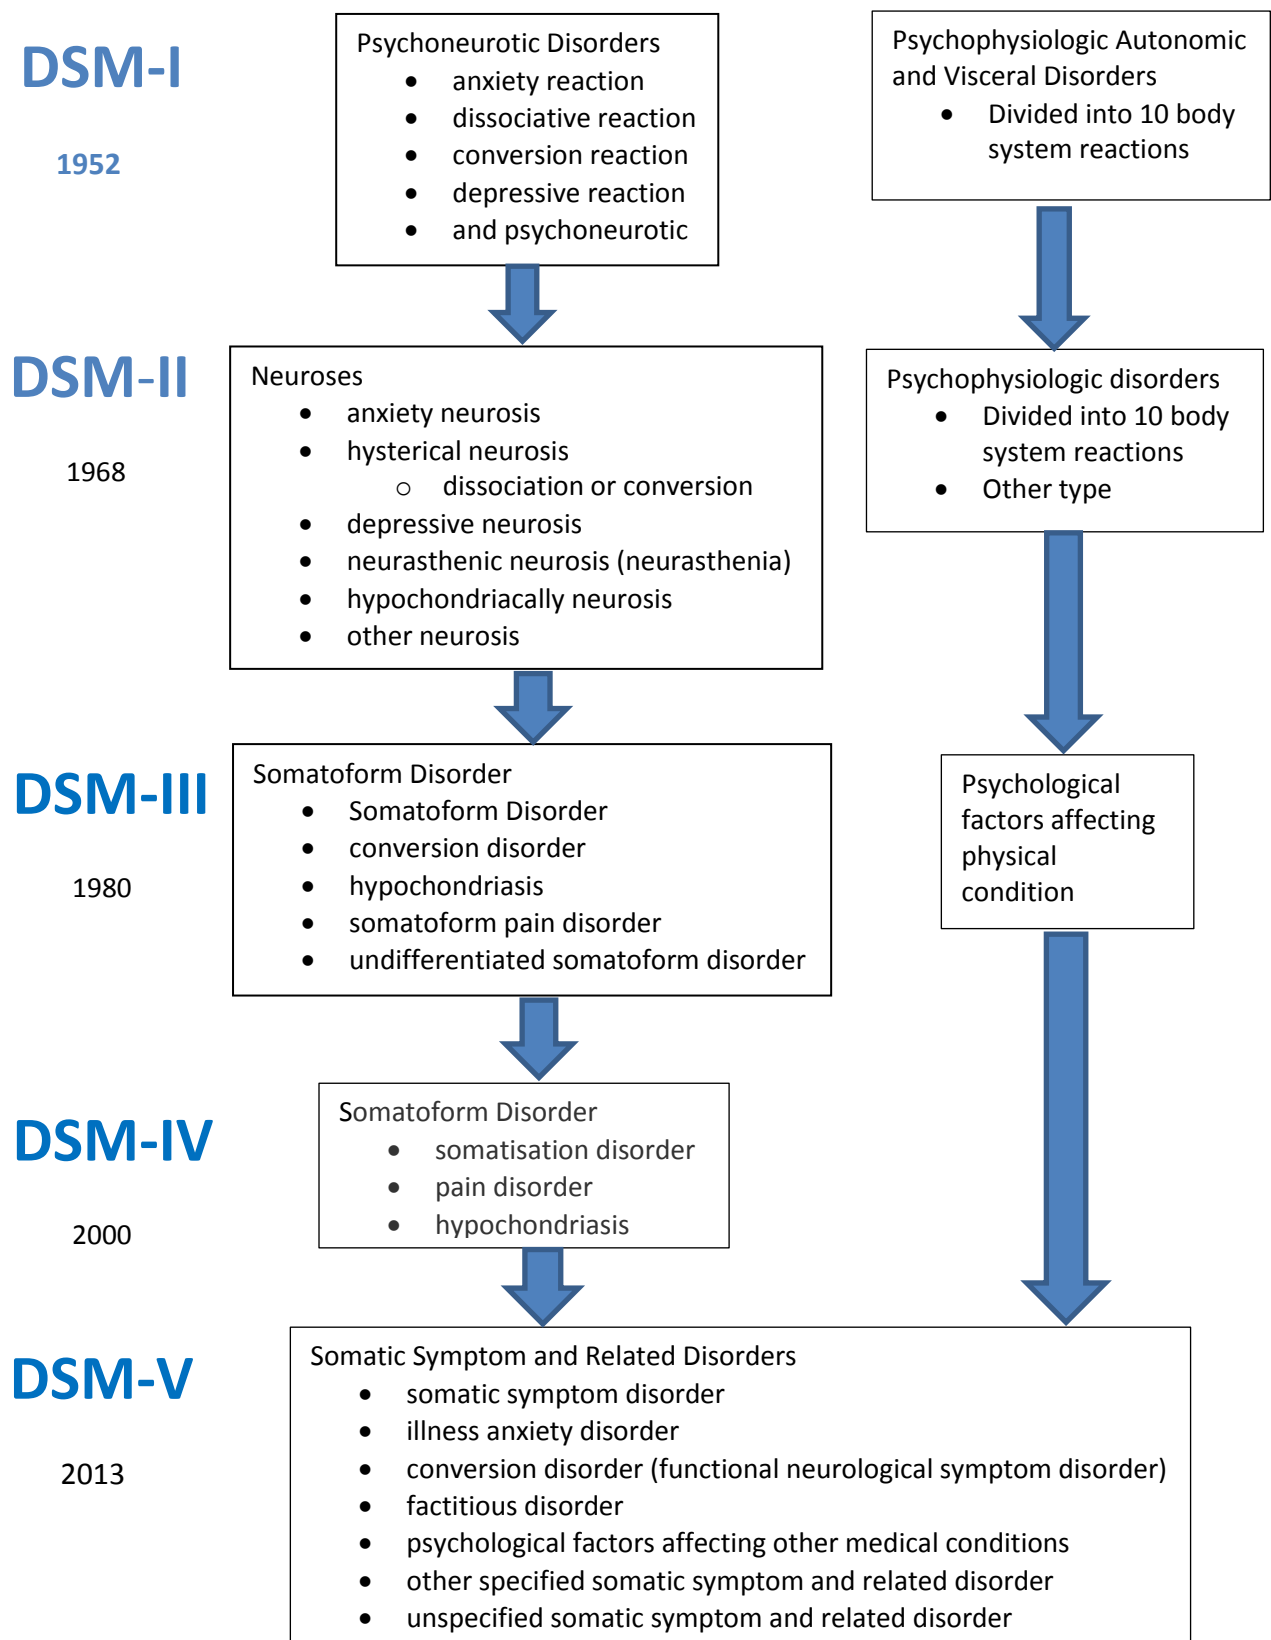 DSM-I
1952
Psychoneurotic Disorders
• anxiety reaction
• dissociative reaction
• conversion reaction
• depressive reaction
• and psychoneurotic
Psychophysiologic Autonomic
and Visceral Disorders
• Divided into 10 body
system reactions
DSM-II
1968
Neuroses
• anxiety neurosis
• hysterical neurosis
o dissociation or conversion
• depressive neurosis
• neurasthenic neurosis (neurasthenia)
• hypochondriacally neurosis
• other neurosis
Psychophysiologic disorders
• Divided into 10 body
system reactions
• Other type
DSM-III
1980
Somatoform Disorder
• Somatoform Disorder
• conversion disorder
• hypochondriasis
• somatoform pain disorder
• undifferentiated somatoform disorder
Psychological
factors affecting
physical
condition
DSM-IV
2000
Somatoform Disorder
• somatisation disorder
• pain disorder
• hypochondriasis
DSM-V
2013
Somatic Symptom and Related Disorders
• somatic symptom disorder
• illness anxiety disorder
• conversion disorder (functional neurological symptom disorder)
• factitious disorder
• psychological factors affecting other medical conditions
• other specified somatic symptom and related disorder
• unspecified somatic symptom and related disorder